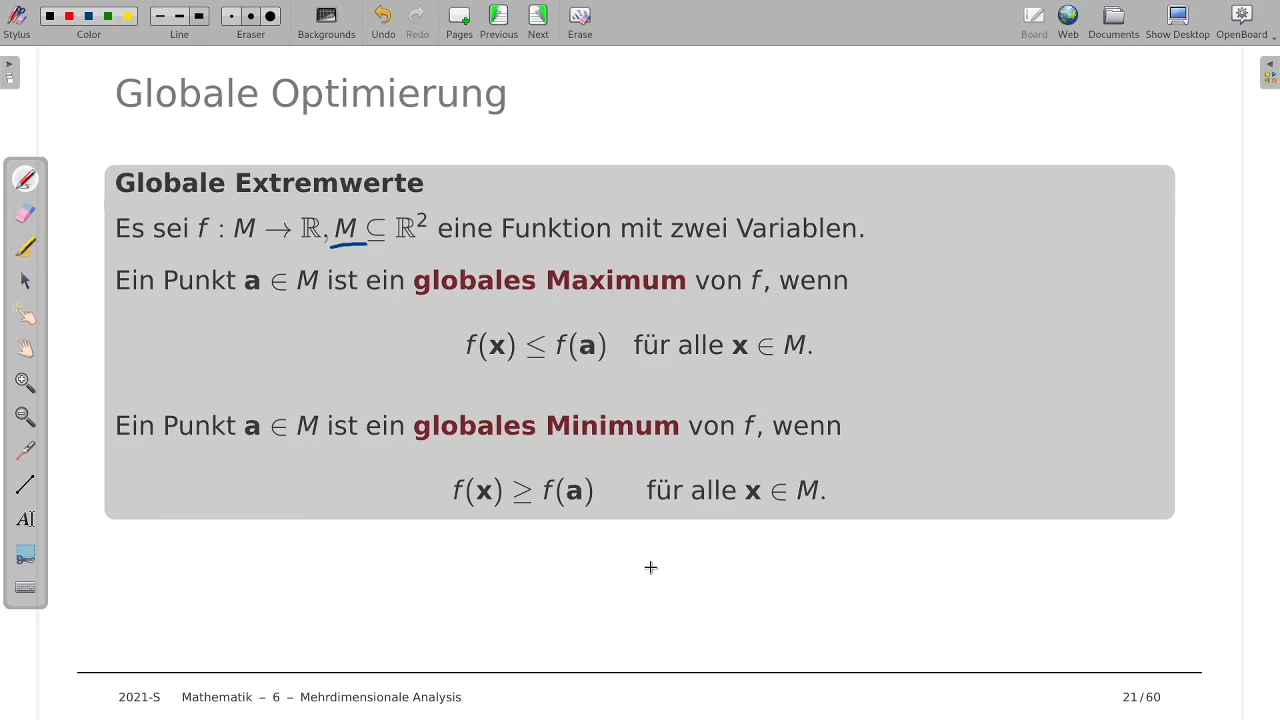 Stylus Color Line Eraser Backgrounds Undo Redo Pages Previous Next Erase Board Web Documents Show Desktop OpenBoard
Globale Optimierung
Globale Extremwerte
Es sei f : M → ℝ, M ⊆ ℝ² eine Funktion mit zwei Variablen.
Ein Punkt a ∈ M ist ein globales Maximum von f, wenn
f(x) ≤ f(a) für alle x ∈ M.
Ein Punkt a ∈ M ist ein globales Minimum von f, wenn
f(x) ≥ f(a) für alle x ∈ M.
2021-S Mathematik – 6 – Mehrdimensionale Analysis 21/60